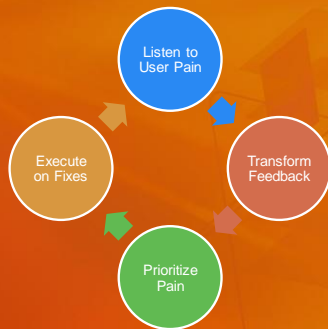 Listen to
User Pain
Transform
Feedback
Prioritize
Pain
Execute
on Fixes